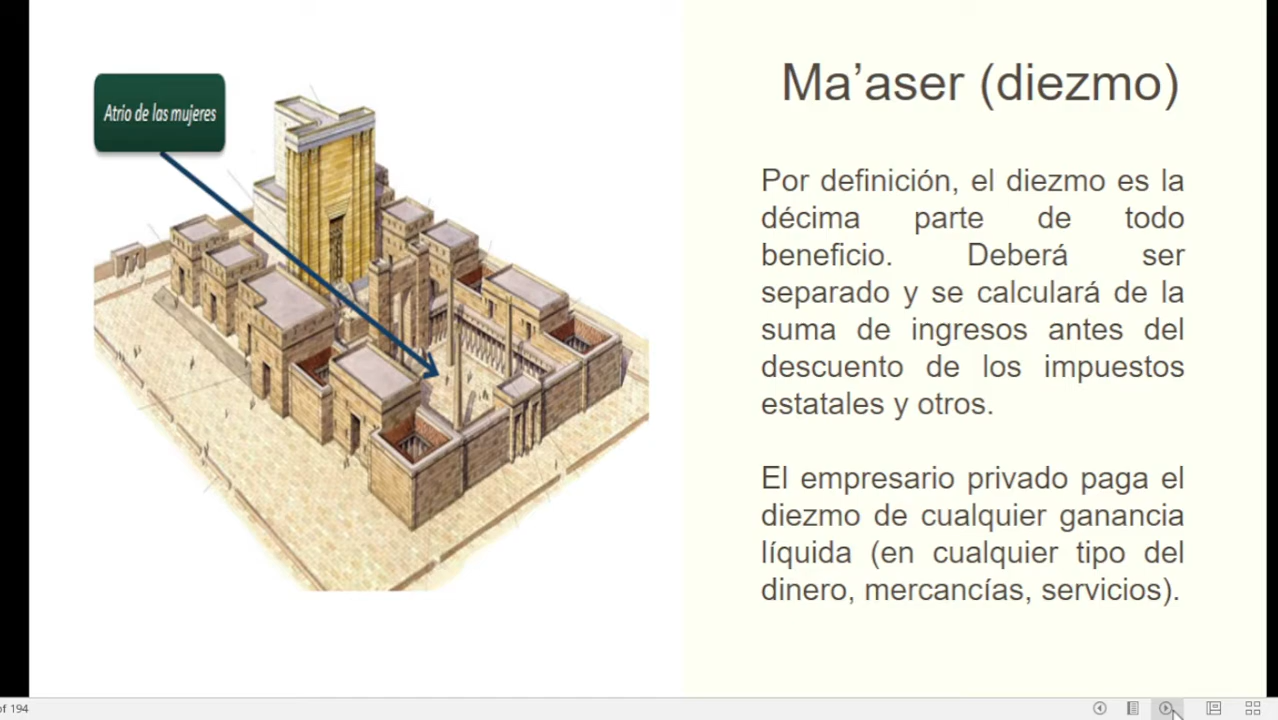 Atrio de las mujeres
Ma’aser (diezmo)
Por definición, el diezmo es la
décima parte de todo
beneficio. Deberá ser
separado y se calculará de la
suma de ingresos antes del
descuento de los impuestos
estatales y otros.
El empresario privado paga el
diezmo de cualquier ganancia
líquida (en cualquier tipo del
dinero, mercancías, servicios).
of 194